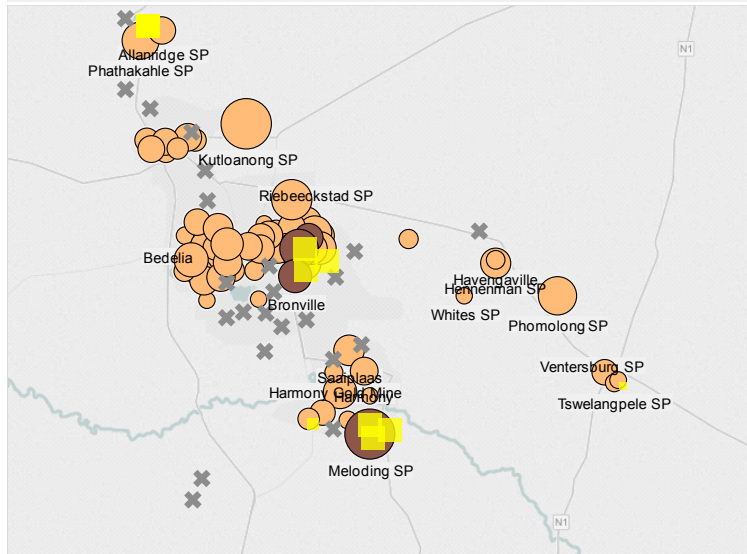 N1
Allanridge SP
Phathakahle SP
Kutloanong SP
Riebeeckstad SP
Bedelia
Havengaville
Hennenman SP
Whites SP
Bronville
Phomolong SP
Ventersburg SP
Saaiplaas
Harmony Gold Mine
Harmony
Tswelangpele SP
Meloding SP
N1